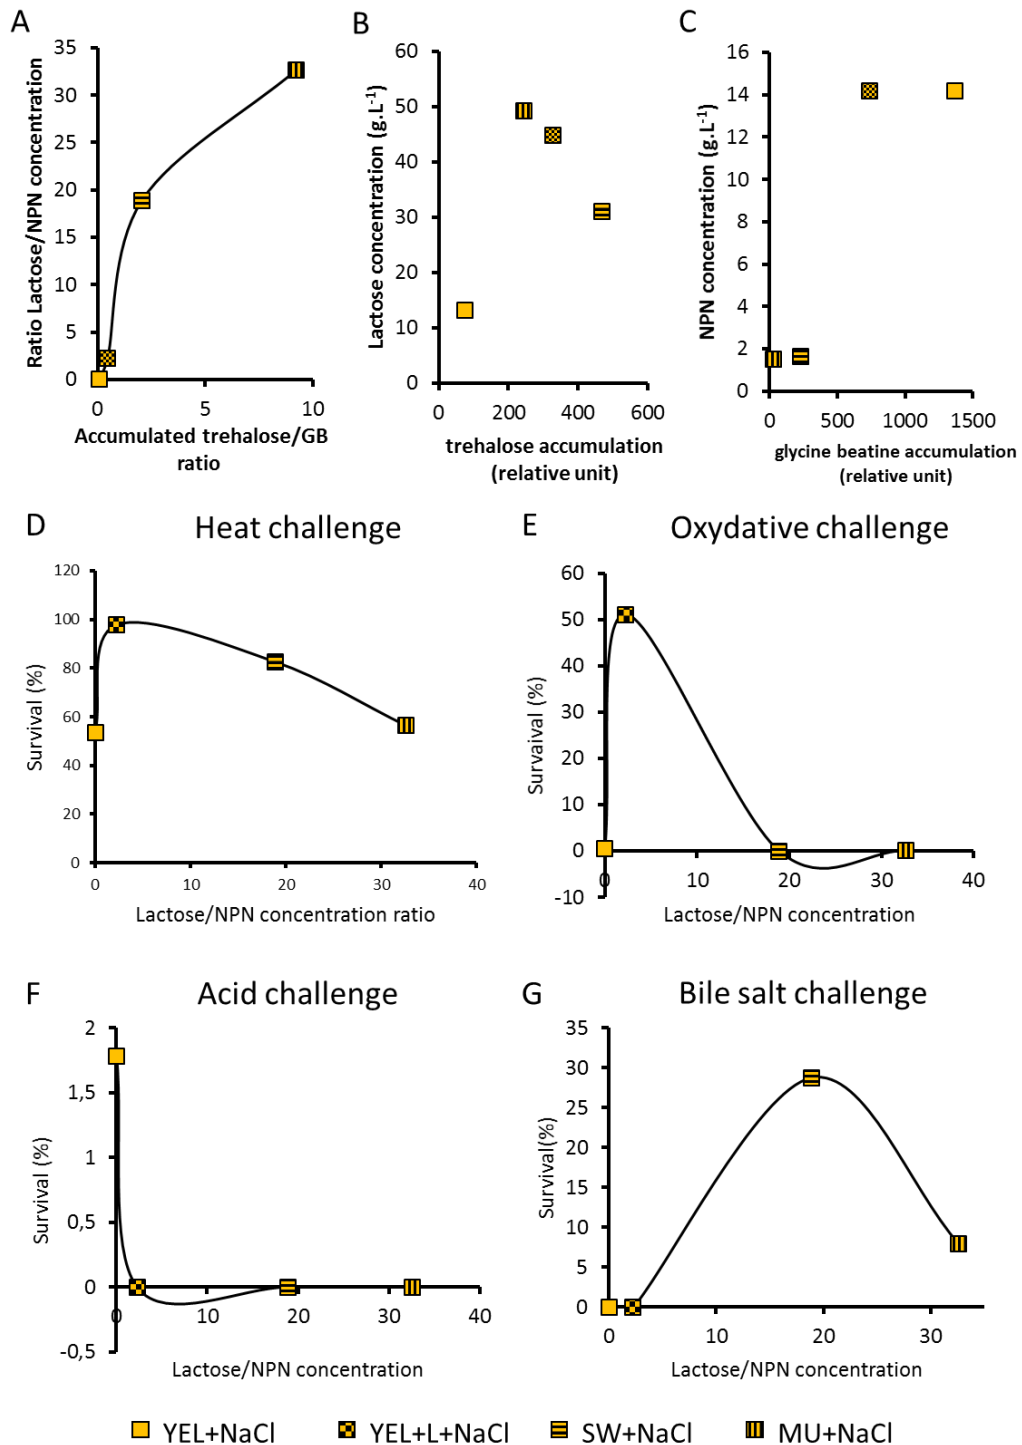 A
Ratio Lactose/NPN concentration
35
30
25
20
15
10
5
0
0 5 10
Accumulated trehalose/GB
ratio
B
Lactose concentration (g.L-1)
60
50
40
30
20
10
0
0 200 400 600
trehalose accumulation
(relative unit)
C
NPN concentration (g.L-1)
16
14
12
10
8
6
4
2
0
0 500 1000 1500
glycine beatine accumulation
(relative unit)
D Heat challenge
Survival (%)
120
100
80
60
40
20
0
0 10 20 30 40
Lactose/NPN concentration ratio
E Oxydative challenge
Survaival (%)
60
50
40
30
20
10
0
-10
0 10 20 30 40
Lactose/NPN concentration
F Acid challenge
Survival (%)
2
1,5
1
0,5
0
-0,5
0 10 20 30 40
Lactose/NPN concentration
G Bile salt challenge
Survival(%)
35
30
25
20
15
10
5
0
0 10 20 30
Lactose/NPN concentration
YEL+NaCl YEL+L+NaCl SW+NaCl MU+NaCl